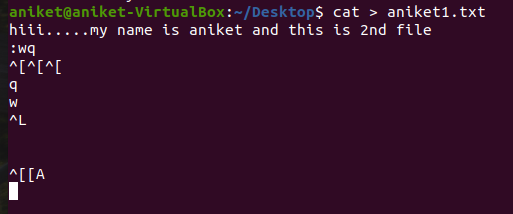 aniket@aniket-VirtualBox:~/Desktop$ cat > aniket1.txt
hiii.....my name is aniket and this is 2nd file
:wq
^[^[^[
q
w
^L
^[[A